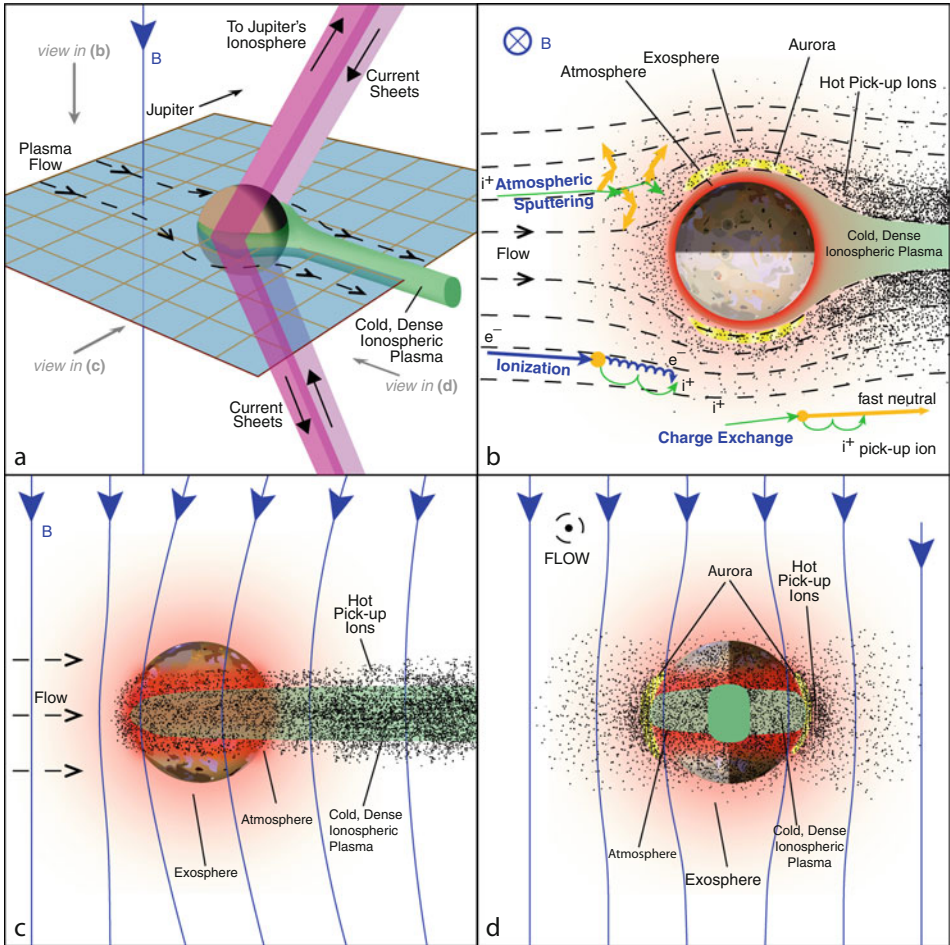 To Jupiter's
Ionosphere
view in (b)
B
Current
Sheets
Jupiter
Plasma
Flow
Cold, Dense
Ionospheric
Plasma
view in (c)
view in (d)
Current
Sheets
a
B
Aurora
Exosphere
Atmosphere
Hot Pick-up Ions
i+
Atmospheric
Sputtering
Cold, Dense
Ionospheric
Plasma
Flow
e−
Ionization
e−
i+
i+
fast neutral
Charge Exchange
i+ pick-up ion
b
B
Hot
Pick-up
Ions
Flow
Atmosphere
Cold, Dense
Ionospheric
Plasma
Exosphere
c
FLOW
Aurora
Hot
Pick-up
Ions
Atmosphere
Cold, Dense
Ionospheric
Plasma
Exosphere
d